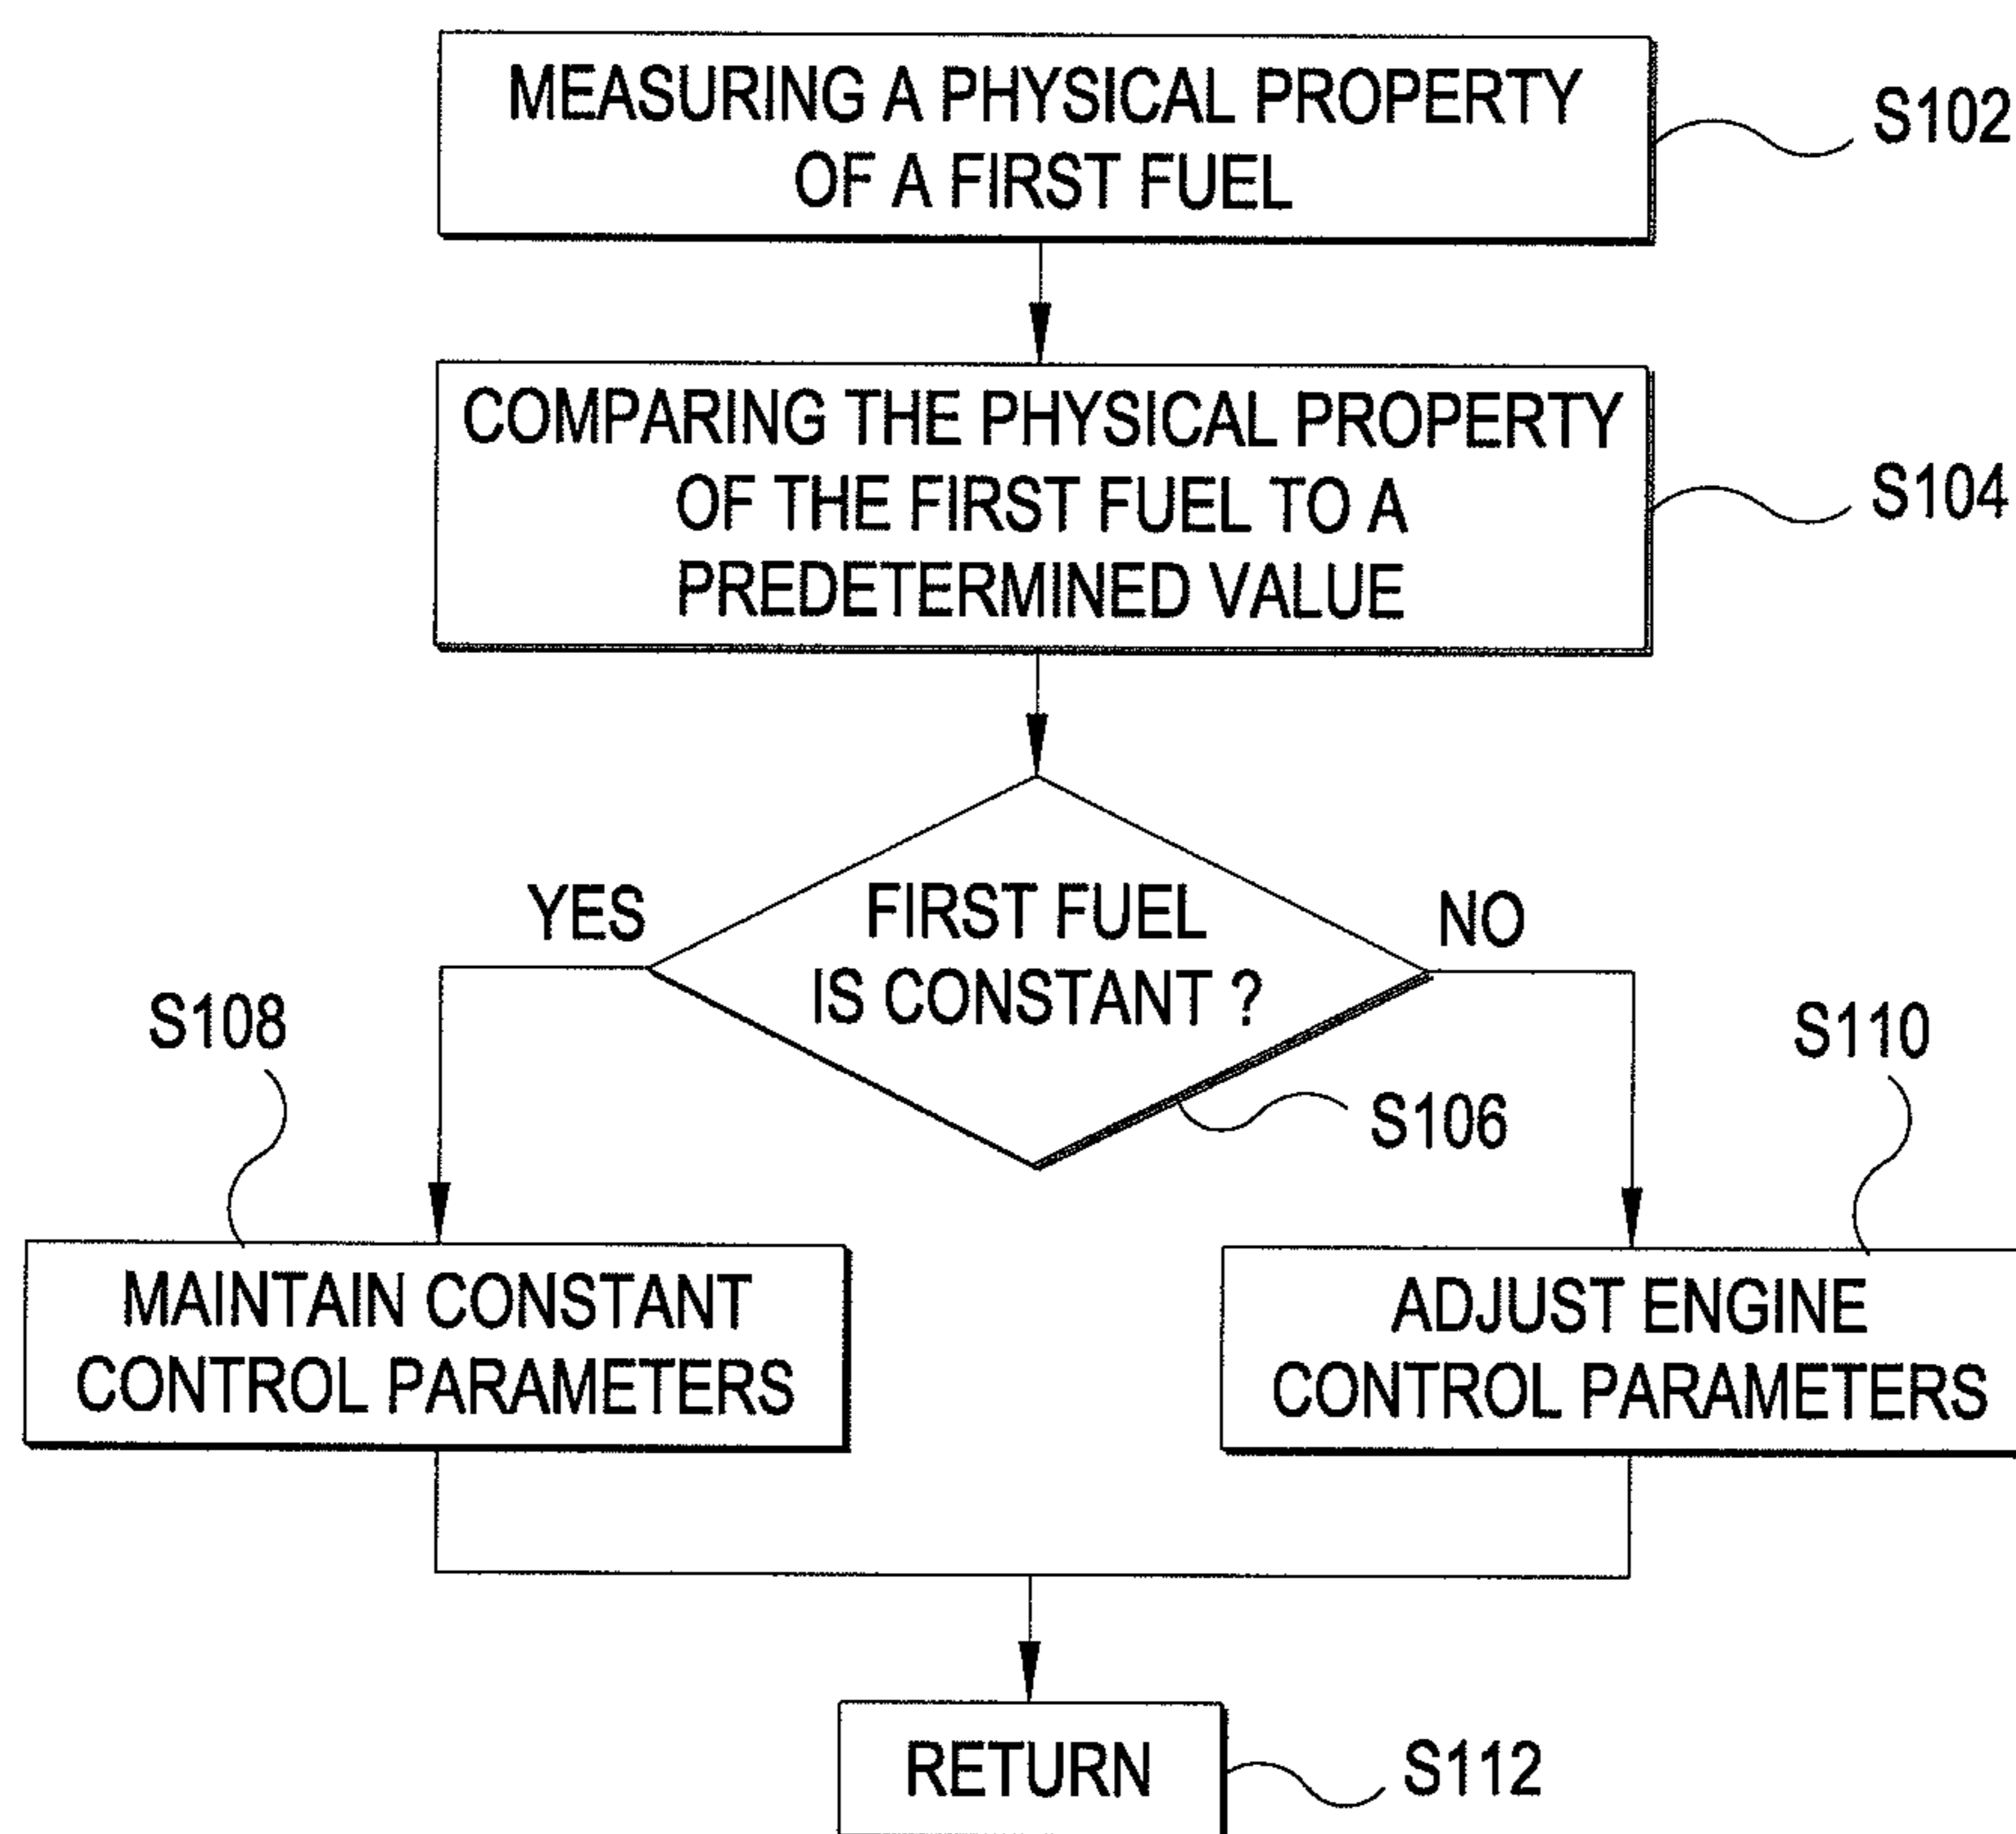 MEASURING A PHYSICAL PROPERTY
OF A FIRST FUEL
S102
COMPARING THE PHYSICAL PROPERTY
OF THE FIRST FUEL TO A
PREDETERMINED VALUE
S104
YES
FIRST FUEL
IS CONSTANT ?
NO
S106
S108
S110
MAINTAIN CONSTANT
CONTROL PARAMETERS
ADJUST ENGINE
CONTROL PARAMETERS
RETURN
S112